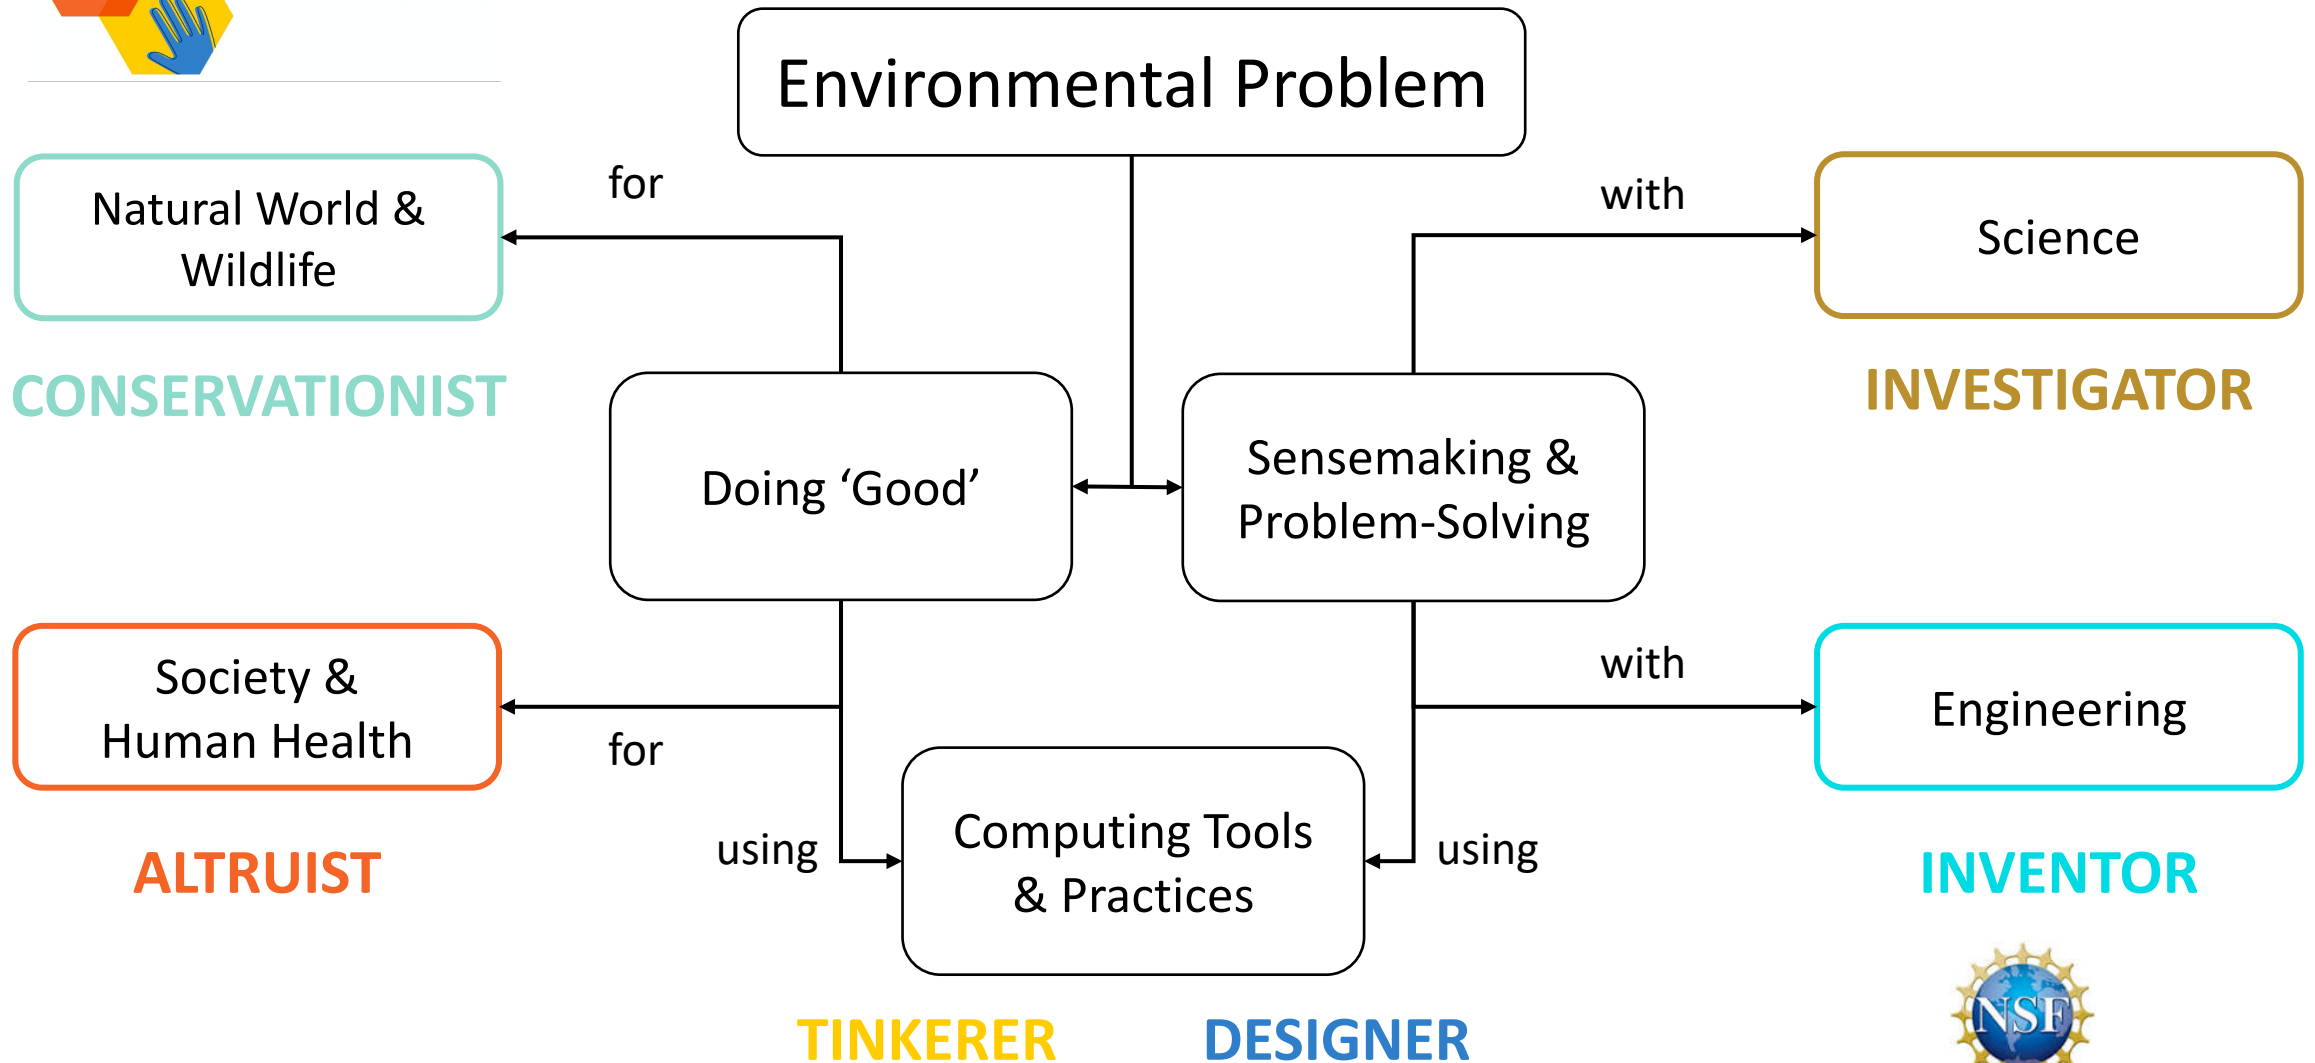 Environmental Problem
for
with
Natural World &
Wildlife
Science
CONSERVATIONIST
INVESTIGATOR
Doing ‘Good’
Sensemaking &
Problem-Solving
Society &
Human Health
for
with
Engineering
using
Computing Tools
& Practices
using
ALTRUIST
INVENTOR
TINKERER
DESIGNER
NSF